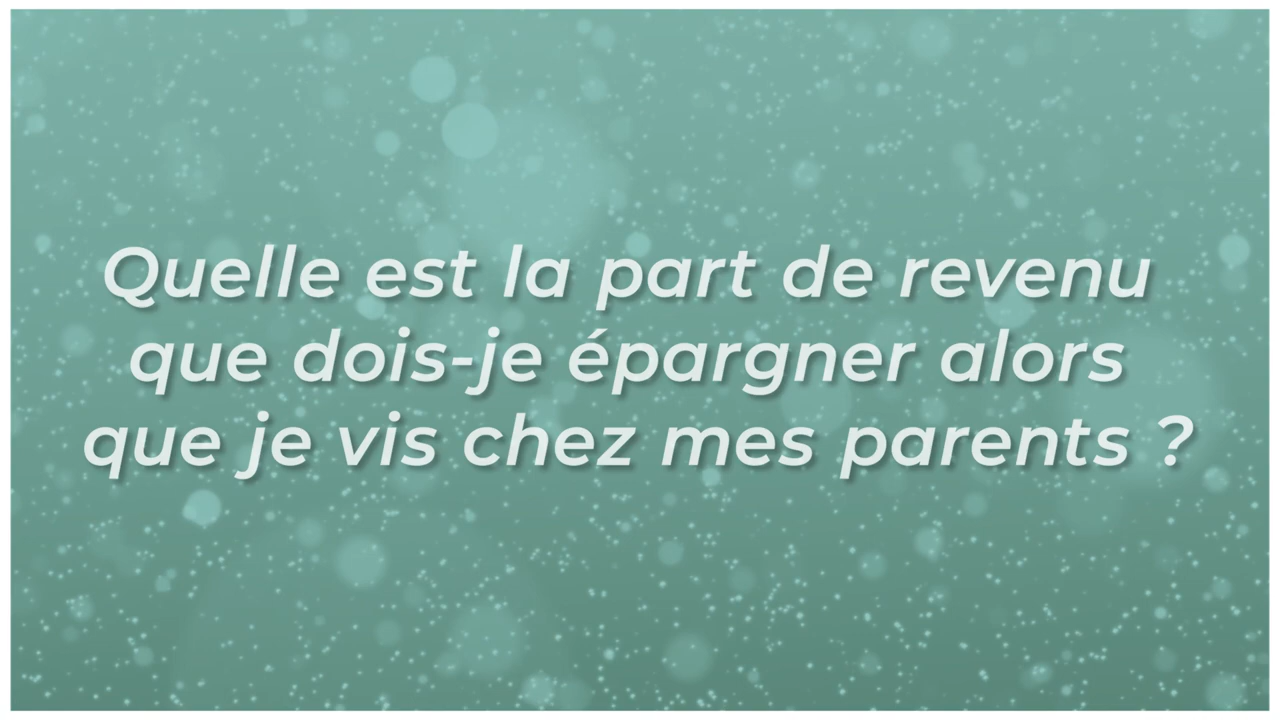 Quelle est la part de revenu
que dois-je épargner alors
que je vis chez mes parents ?